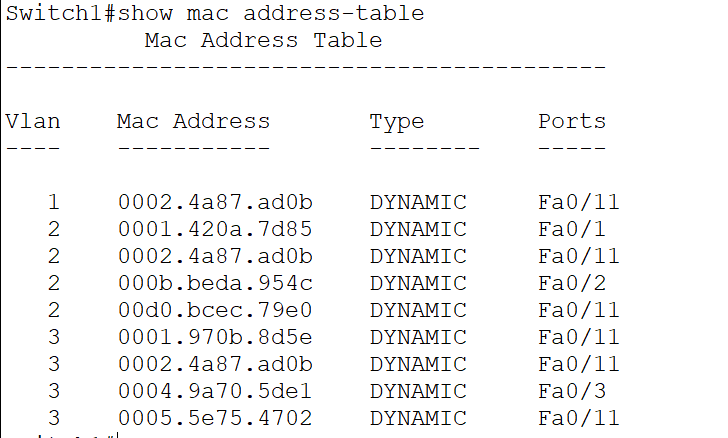 Switch1#show mac address-table
Mac Address Table
-------------------------------------------
Vlan    Mac Address       Type        Ports
----    -----------       --------    -----
1    0002.4a87.ad0b    DYNAMIC     Fa0/11
2    0001.420a.7d85    DYNAMIC     Fa0/1
2    0002.4a87.ad0b    DYNAMIC     Fa0/11
2    000b.beda.954c    DYNAMIC     Fa0/2
2    00d0.bcec.79e0    DYNAMIC     Fa0/11
3    0001.970b.8d5e    DYNAMIC     Fa0/11
3    0002.4a87.ad0b    DYNAMIC     Fa0/11
3    0004.9a70.5de1    DYNAMIC     Fa0/3
3    0005.5e75.4702    DYNAMIC     Fa0/11